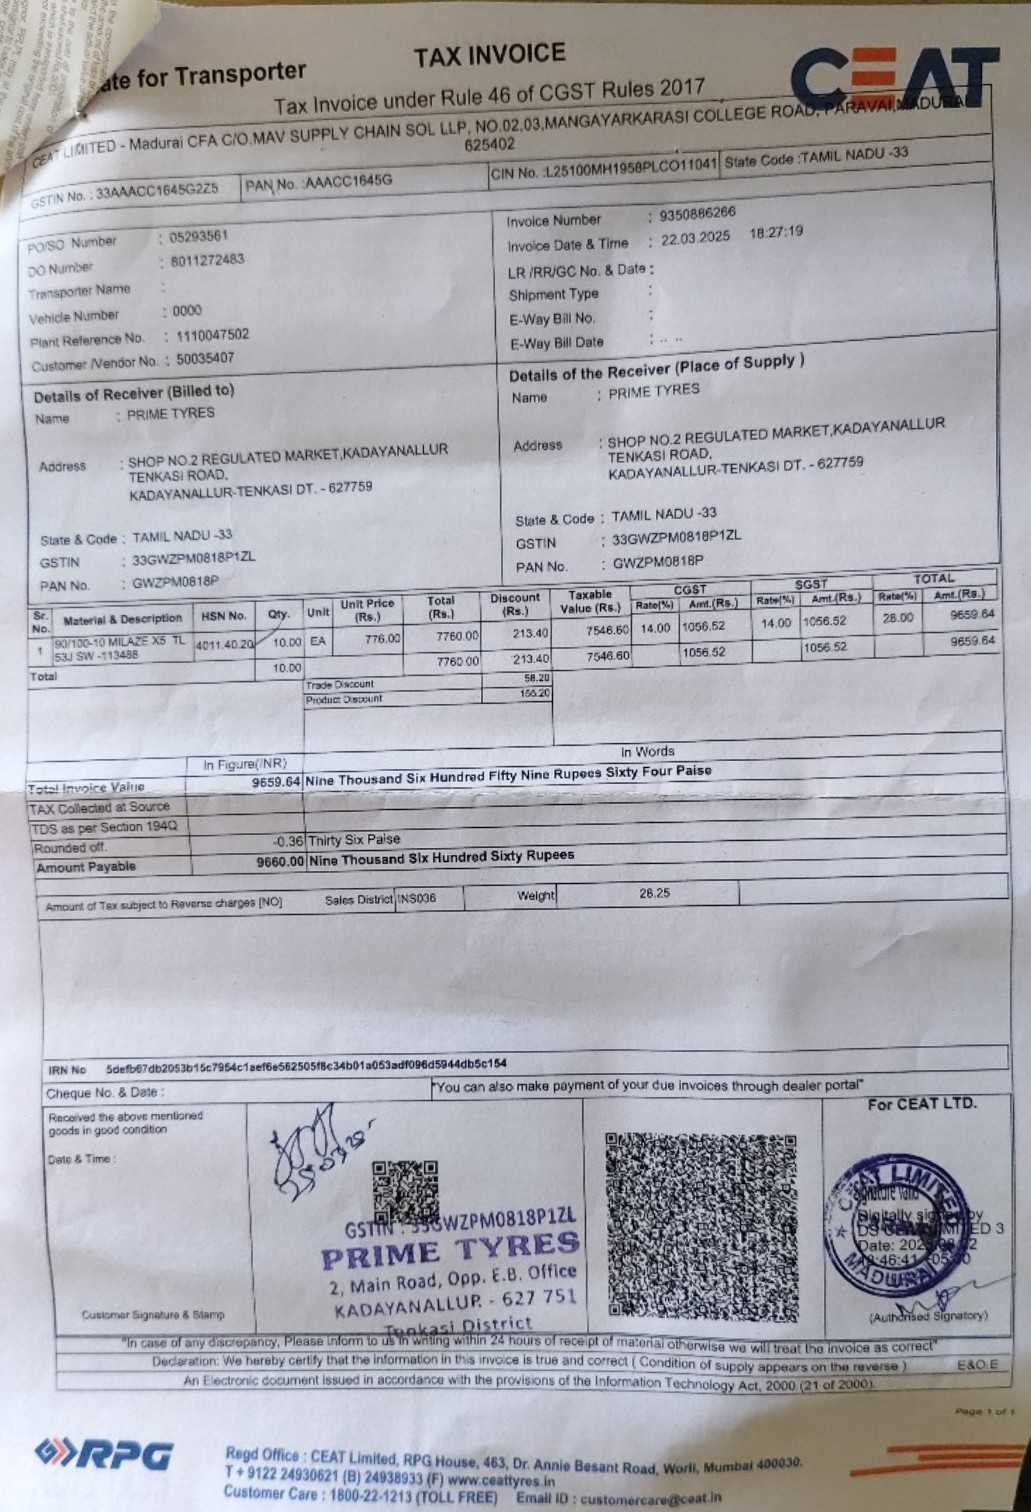 ate for Transporter
TAX INVOICE
CEAT
Tax Invoice under Rule 46 of CGST Rules 2017
CEAT LIMITED - Madurai CFA C/O.MAV SUPPLY CHAIN SOL LLP, NO.02,03,MANGAYARKARASI COLLEGE ROAD, PARAVAI,MADURAI
625402
GSTIN No. : 33AAACC1645G2Z5 PAN No. :AAACC1645G CIN No. :L25100MH1958PLCO11041 State Code :TAMIL NADU -33
PO/SO Number : 05293561
DO Number : 8011272483
Transporter Name :
Vehicle Number : 0000
Plant Reference No. : 1110047502
Customer /Vendor No. : 50035407
Invoice Number : 9350886266
Invoice Date & Time : 22.03.2025 18:27:19
LR /RR/GC No. & Date :
Shipment Type :
E-Way Bill No. :
E-Way Bill Date : .. ..
Details of Receiver (Billed to)
Name : PRIME TYRES
Address : SHOP NO.2 REGULATED MARKET,KADAYANALLUR
TENKASI ROAD,
KADAYANALLUR-TENKASI DT. - 627759
State & Code : TAMIL NADU -33
GSTIN : 33GWZPM0818P1ZL
PAN No. : GWZPM0818P
Details of the Receiver (Place of Supply )
Name : PRIME TYRES
Address : SHOP NO.2 REGULATED MARKET,KADAYANALLUR
TENKASI ROAD,
KADAYANALLUR-TENKASI DT. - 627759
State & Code : TAMIL NADU -33
GSTIN : 33GWZPM0818P1ZL
PAN No. : GWZPM0818P
Sr. No. Material & Description HSN No. Qty. Unit Unit Price (Rs.) Total (Rs.) Discount (Rs.) Taxable Value (Rs.) CGST Rate(%) Amt.(Rs.) SGST Rate(%) Amt.(Rs.) TOTAL Rate(%) Amt.(Rs.)
1 90/100-10 MILAZE X5 TL 53J SW -113488 4011.40.20 10.00 EA 776.00 7760.00 213.40 7546.60 14.00 1056.52 14.00 1056.52 28.00 9659.64
Total 10.00 7760.00 213.40 7546.60 1056.52 1056.52 9659.64
Trade Discount 58.20
Product Discount 155.20
In Figure(INR) In Words
Total Invoice Value 9659.64 Nine Thousand Six Hundred Fifty Nine Rupees Sixty Four Paise
TAX Collected at Source
TDS as per Section 194Q
Rounded off. -0.36 Thirty Six Paise
Amount Payable 9660.00 Nine Thousand Six Hundred Sixty Rupees
Amount of Tax subject to Reverse charges [NO] Sales District INS036 Weight 26.25
IRN No 5defb67db2053b15c7954c1aef6e562505f8c34b01a053adf096d5944db5c154
Cheque No. & Date : "You can also make payment of your due invoices through dealer portal"
Received the above mentioned
goods in good condition
Date & Time :
Customer Signature & Stamp
25.03.25
GSTIN : 33GWZPM0818P1ZL
PRIME TYRES
2, Main Road, Opp. E.B. Office
KADAYANALLUR. - 627 751
Tenkasi District
For CEAT LTD.
CEAT LIMITED
MADURAI
Signature valid
Digitally signed by
(Authorised Signatory)
"In case of any discrepancy, Please inform to us in writing within 24 hours of receipt of material otherwise we will treat the invoice as correct"
Declaration: We hereby certify that the information in this invoice is true and correct ( Condition of supply appears on the reverse ) E&O.E
An Electronic document issued in accordance with the provisions of the Information Technology Act, 2000 (21 of 2000).
Page 1 of 1
RPG
Regd Office : CEAT Limited, RPG House, 463, Dr. Annie Besant Road, Worli, Mumbai 400030.
T + 9122 24930621 (B) 24938933 (F) www.ceattyres.in
Customer Care : 1800-22-1213 (TOLL FREE) Email ID : customercare@ceat.in